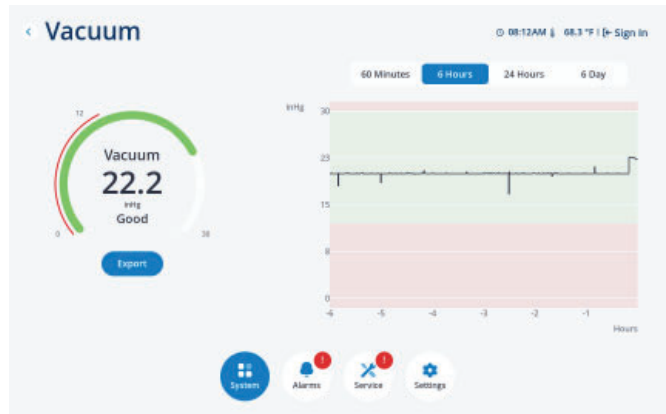 Vacuum
08:12AM 68.3 °F | Sign In
60 Minutes 6 Hours 24 Hours 6 Day
InHg
30
23
15
8
0
-6 -5 -4 -3 -2 -1
Hours
12
Vacuum
22.2
InHg
Good
0 30
Export
System Alarms Service Settings